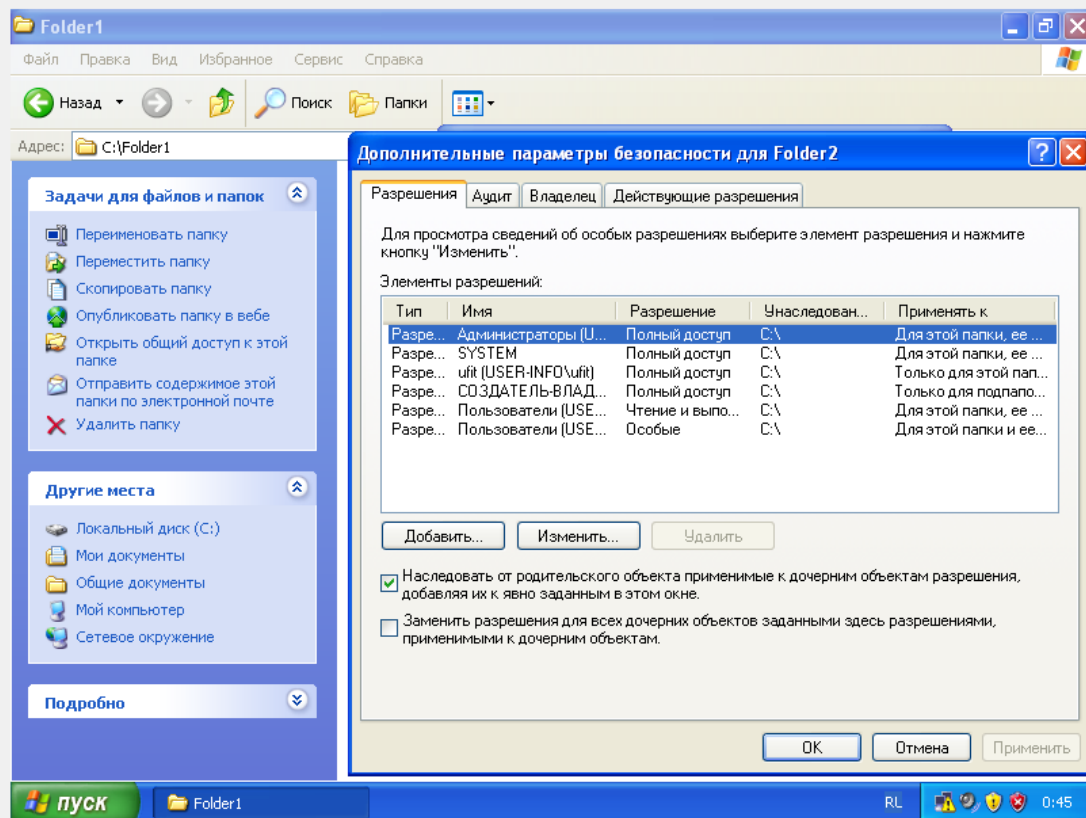 Folder1
Файл Правка Вид Избранное Сервис Справка
Назад Поиск Папки
Адрес: C:\Folder1
Задачи для файлов и папок
Переименовать папку
Переместить папку
Скопировать папку
Опубликовать папку в вебе
Открыть общий доступ к этой
папке
Отправить содержимое этой
папки по электронной почте
Удалить папку
Другие места
Локальный диск (C:)
Мои документы
Общие документы
Мой компьютер
Сетевое окружение
Подробно
Дополнительные параметры безопасности для Folder2
Разрешения Аудит Владелец Действующие разрешения
Для просмотра сведений об особых разрешениях выберите элемент разрешения и нажмите
кнопку "Изменить".
Элементы разрешений:
Тип Имя Разрешение Унаследован... Применять к
Разре... Администраторы (U... Полный доступ C:\ Для этой папки, ее ...
Разре... SYSTEM Полный доступ C:\ Для этой папки, ее ...
Разре... ufit (USER-INFO\ufit) Полный доступ C:\ Только для этой пап...
Разре... СОЗДАТЕЛЬ-ВЛАД... Полный доступ C:\ Только для подпапо...
Разре... Пользователи (USE... Чтение и выпо... C:\ Для этой папки, ее ...
Разре... Пользователи (USE... Особые C:\ Для этой папки и ее...
Добавить... Изменить... Удалить
Наследовать от родительского объекта применимые к дочерним объектам разрешения,
добавляя их к явно заданным в этом окне.
Заменить разрешения для всех дочерних объектов заданными здесь разрешениями,
применимыми к дочерним объектам.
OK Отмена Применить
пуск Folder1 RL 0:45